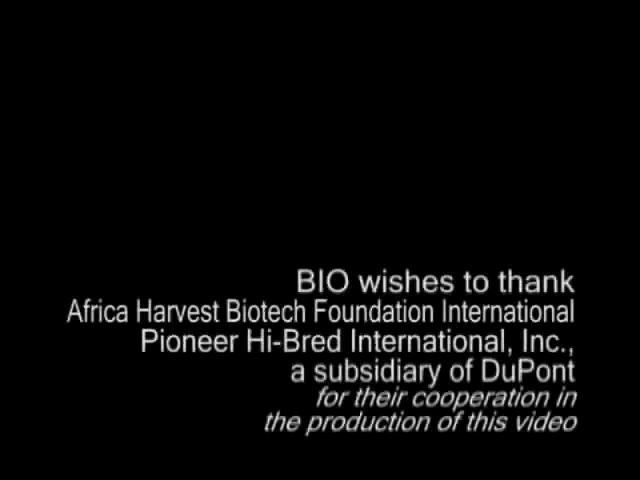 BIO wishes to thank
Africa Harvest Biotech Foundation International
Pioneer Hi-Bred International, Inc.,
a subsidiary of DuPont
for their cooperation in
the production of this video